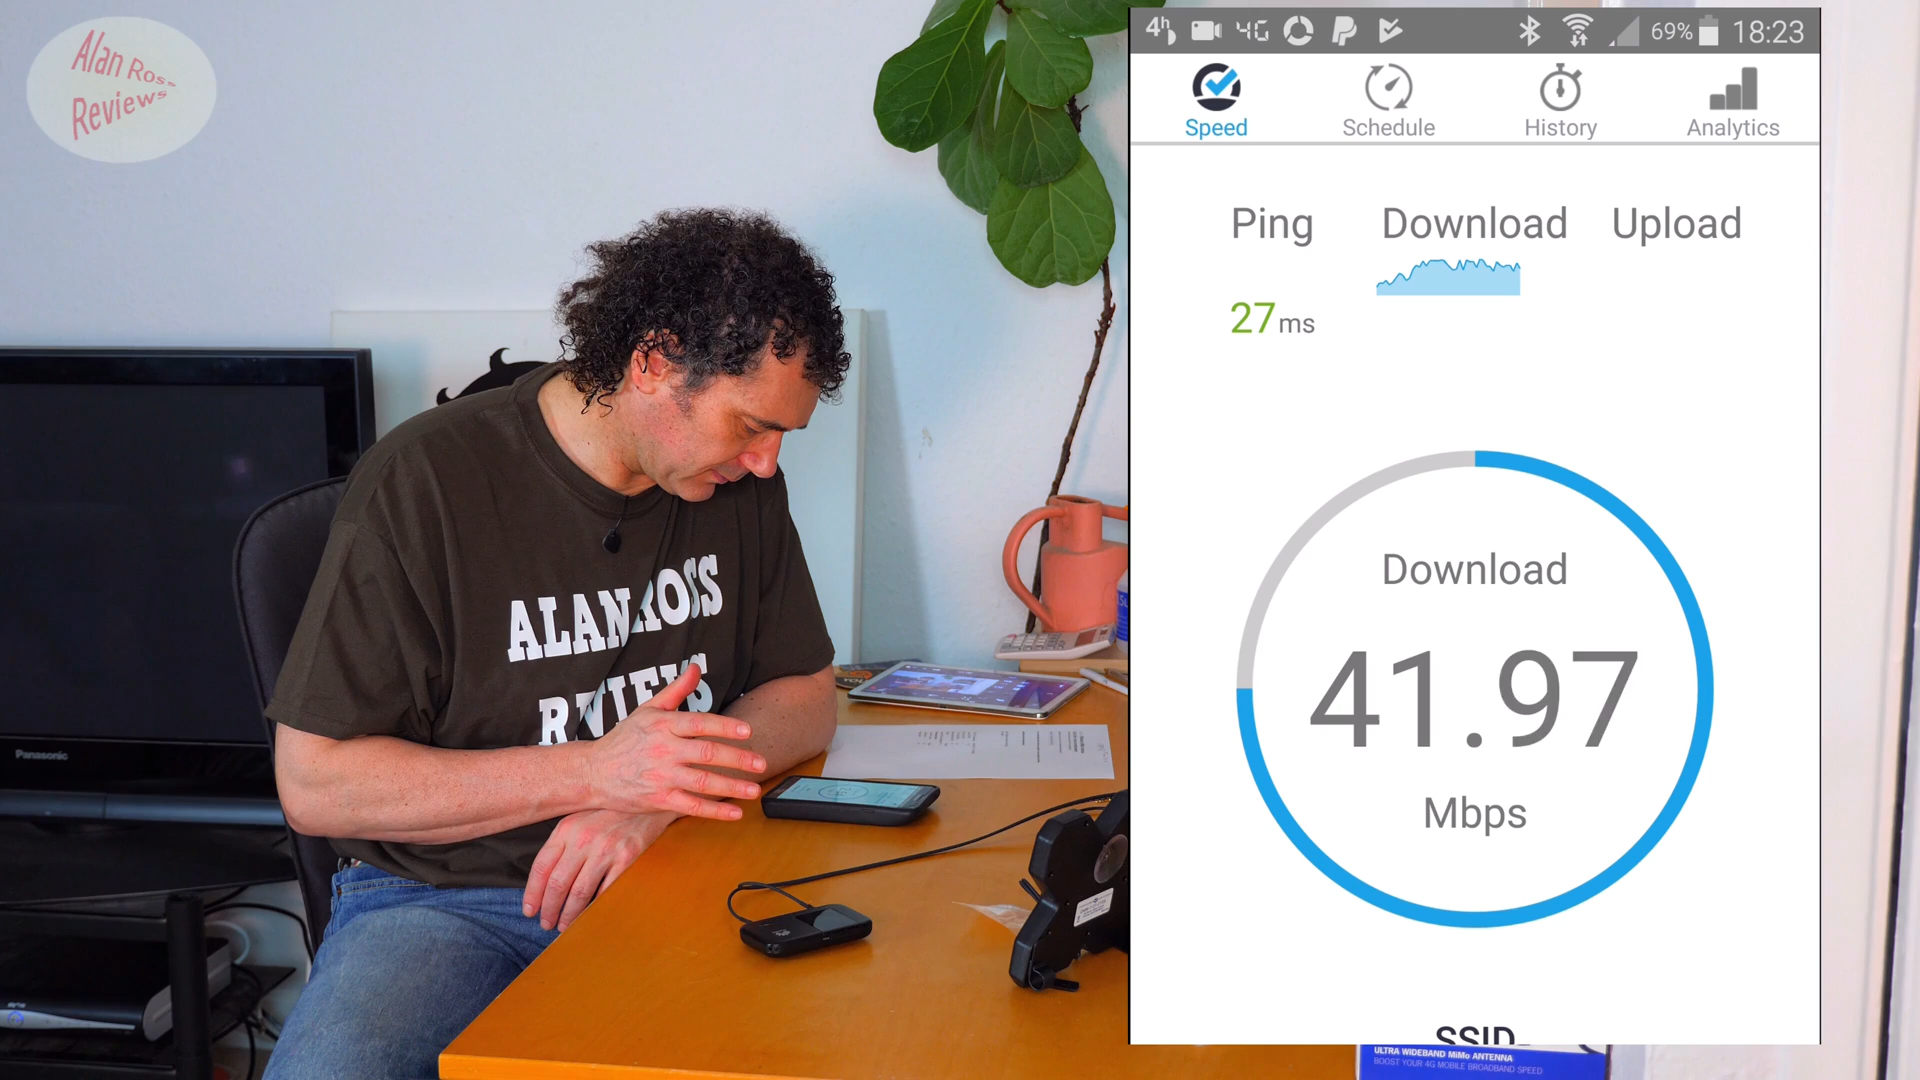 Alan Ross
Reviews
ALAN ROSS
REVIEWS
Panasonic
4G
69%
18:23
Speed
Schedule
History
Analytics
Ping
Download
Upload
27 ms
Download
41.97
Mbps
SSID
ULTRA WIDEBAND MiMo ANTENNA
BOOST YOUR 4G MOBILE BROADBAND SPEED